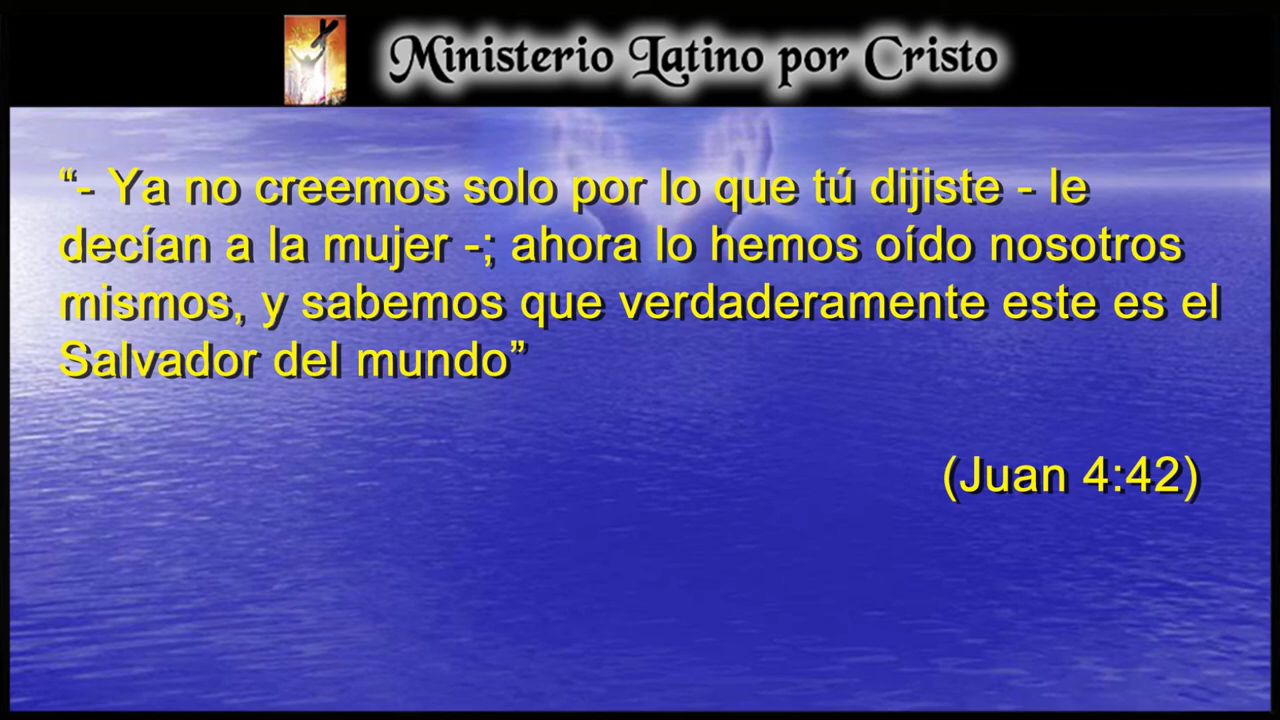 Ministerio Latino por Cristo
“- Ya no creemos solo por lo que tú dijiste - le
decían a la mujer -; ahora lo hemos oído nosotros
mismos, y sabemos que verdaderamente este es el
Salvador del mundo”
(Juan 4:42)